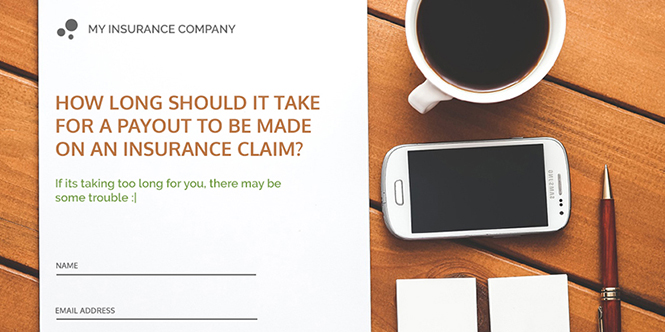 MY INSURANCE COMPANY
HOW LONG SHOULD IT TAKE
FOR A PAYOUT TO BE MADE
ON AN INSURANCE CLAIM?
If its taking too long for you, there may be
some trouble :|
NAME
EMAIL ADDRESS
SAMSUNG